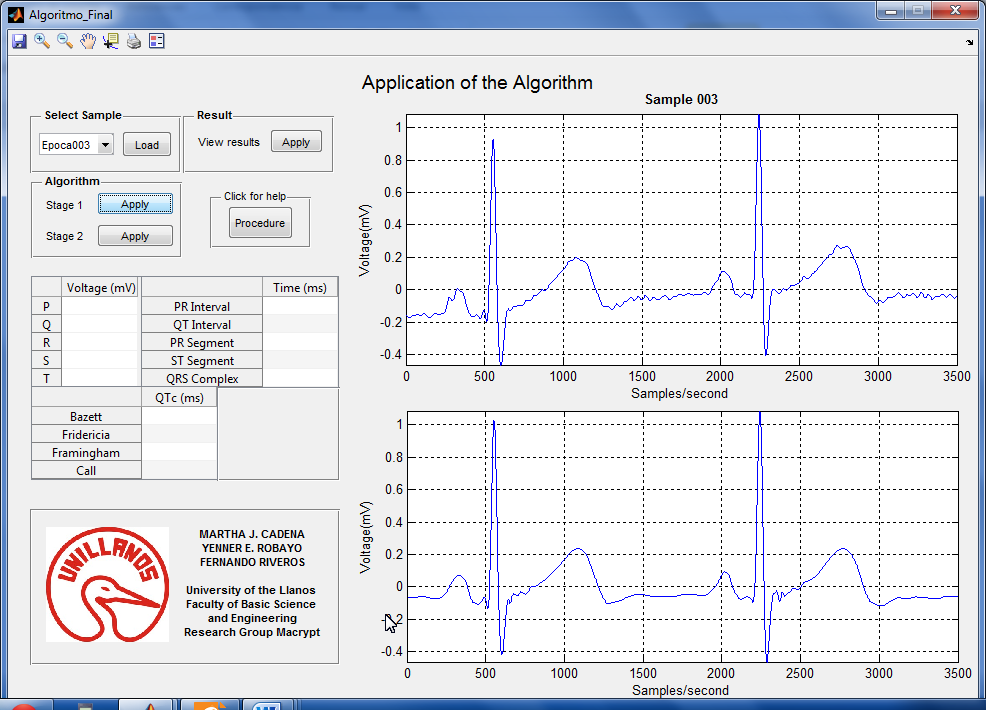 Algoritmo_Final
Application of the Algorithm
Select Sample
Epoca003
Load
Result
View results
Apply
Algorithm
Stage 1
Apply
Stage 2
Apply
Click for help
Procedure
Voltage (mV)
Time (ms)
P
PR Interval
Q
QT Interval
R
PR Segment
S
ST Segment
T
QRS Complex
QTc (ms)
Bazett
Fridericia
Framingham
Call
UNILLANOS
MARTHA J. CADENA
YENNER E. ROBAYO
FERNANDO RIVEROS
University of the Llanos
Faculty of Basic Science
and Engineering
Research Group Macrypt
Sample 003
Voltage(mV)
1
0.8
0.6
0.4
0.2
0
-0.2
-0.4
0 500 1000 1500 2000 2500 3000 3500
Samples/second
Voltage(mV)
1
0.8
0.6
0.4
0.2
0
-0.2
-0.4
0 500 1000 1500 2000 2500 3000 3500
Samples/second